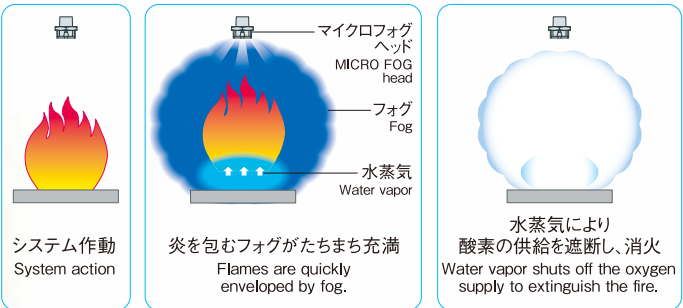 システム作動
System action
マイクロフォグ
ヘッド
MICRO FOG
head
フォグ
Fog
水蒸気
Water vapor
炎を包むフォグがたちまち充満
Flames are quickly
enveloped by fog.
水蒸気により
酸素の供給を遮断し、消火
Water vapor shuts off the oxygen
supply to extinguish the fire.